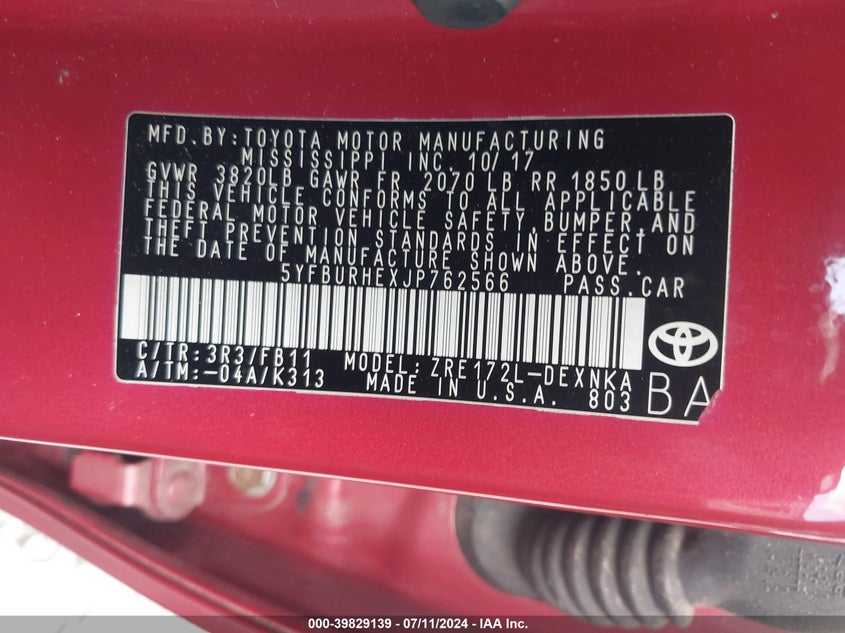 MFD. BY: TOYOTA MOTOR MANUFACTURING
MISSISSIPPI INC. 10/17
GVWR 3820LB GAWR FR 2070 LB RR 1850 LB
THIS VEHICLE CONFORMS TO ALL APPLICABLE
FEDERAL MOTOR VEHICLE SAFETY, BUMPER, AND
THEFT PREVENTION STANDARDS IN EFFECT ON
THE DATE OF MANUFACTURE SHOWN ABOVE.
5YFBURHEXJP762566 PASS. CAR
C/TR: 3R3/FB11 MODEL: ZRE172L-DEXNKA
A/TM: -04A/K313 MADE IN U.S.A. 803
BA
000-39829139 - 07/11/2024 - IAA Inc.